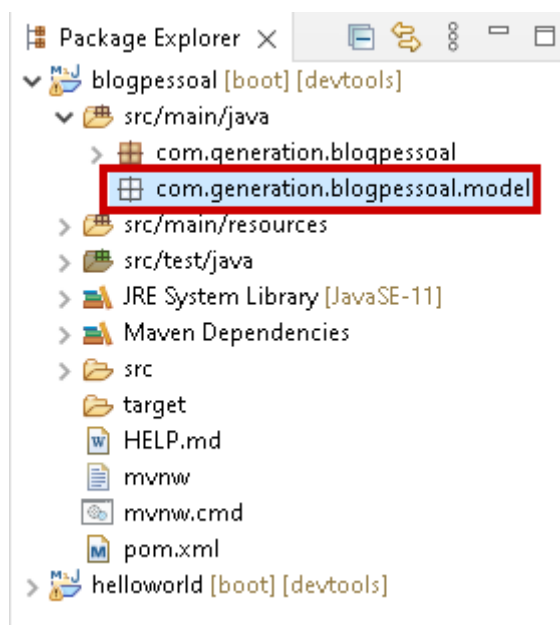 Package Explorer
blogpessoal [boot] [devtools]
src/main/java
com.generation.blogpessoal
com.generation.blogpessoal.model
src/main/resources
src/test/java
JRE System Library [JavaSE-11]
Maven Dependencies
src
target
HELP.md
mvnw
mvnw.cmd
pom.xml
helloworld [boot] [devtools]